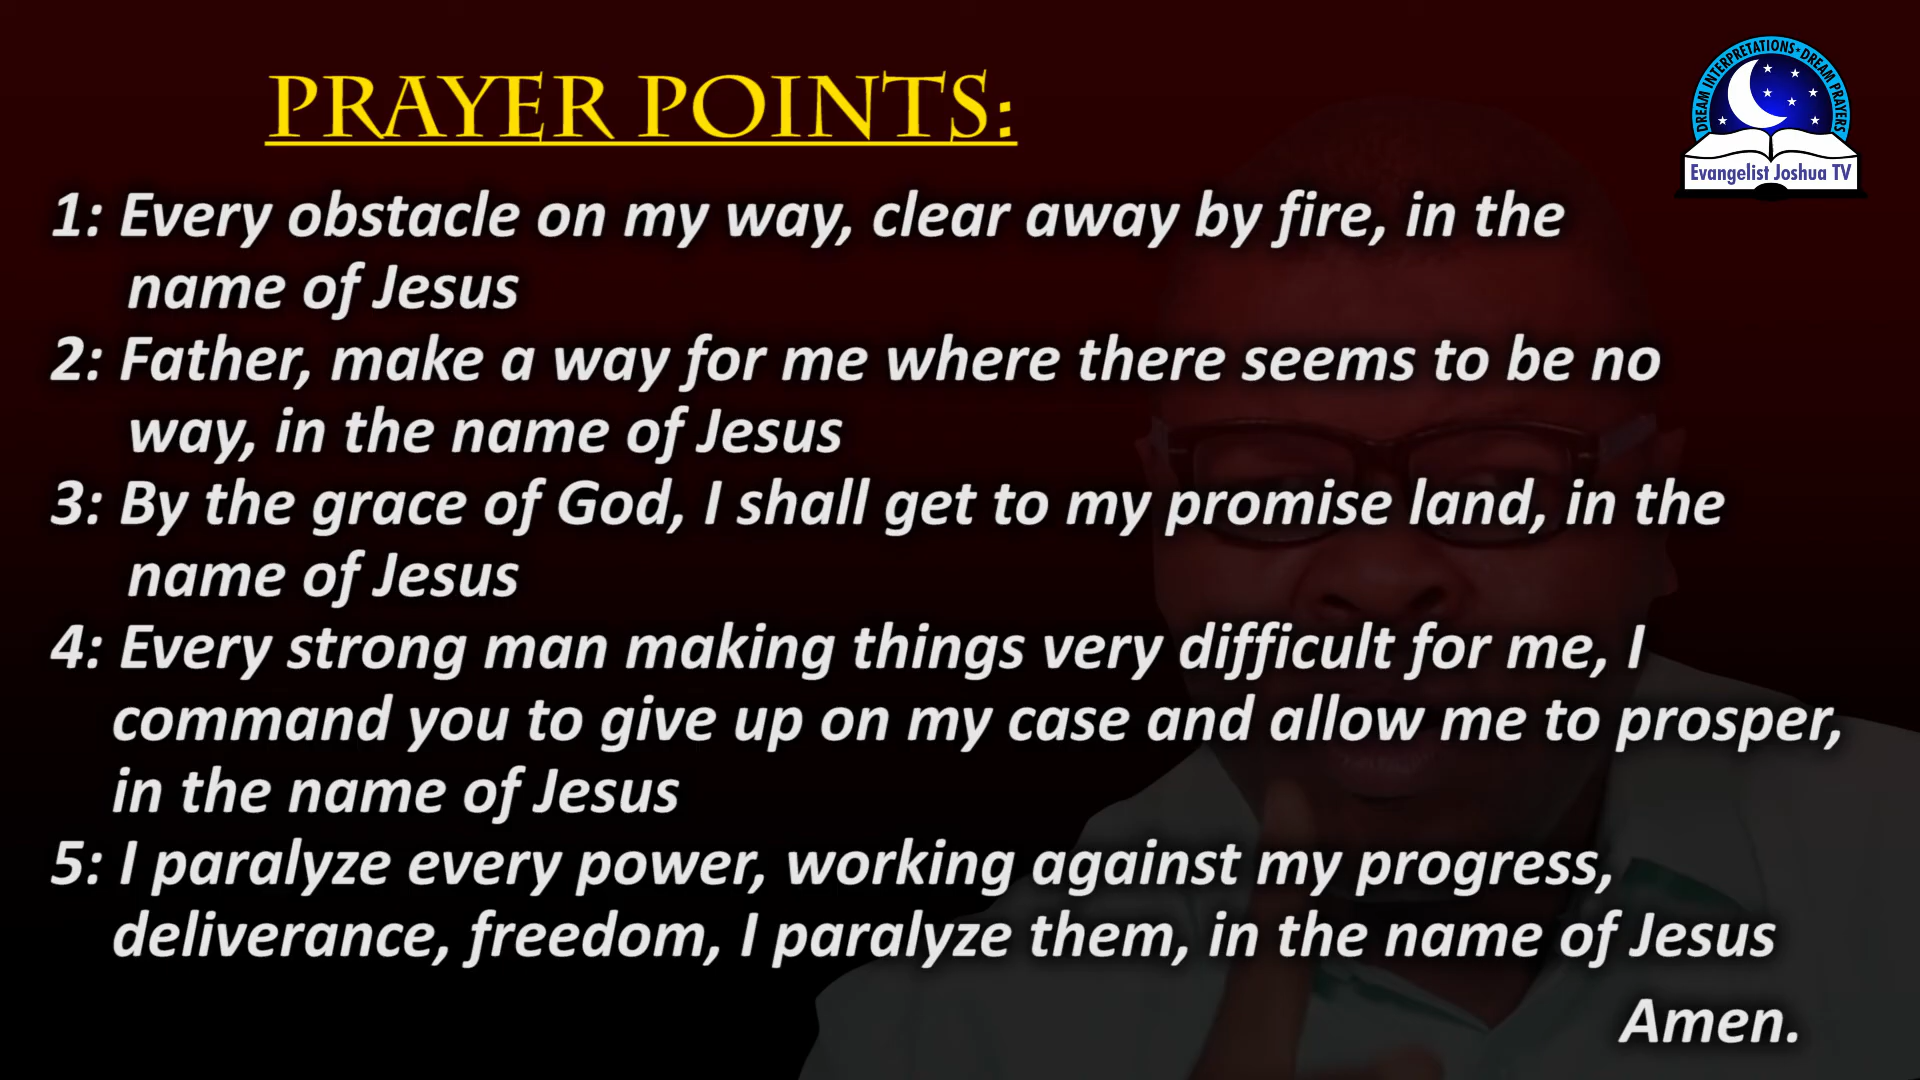 PRAYER POINTS:
DREAM INTERPRETATIONS · DREAM PRAYERS
Evangelist Joshua TV
1: Every obstacle on my way, clear away by fire, in the
name of Jesus
2: Father, make a way for me where there seems to be no
way, in the name of Jesus
3: By the grace of God, I shall get to my promise land, in the
name of Jesus
4: Every strong man making things very difficult for me, I
command you to give up on my case and allow me to prosper,
in the name of Jesus
5: I paralyze every power, working against my progress,
deliverance, freedom, I paralyze them, in the name of Jesus
Amen.